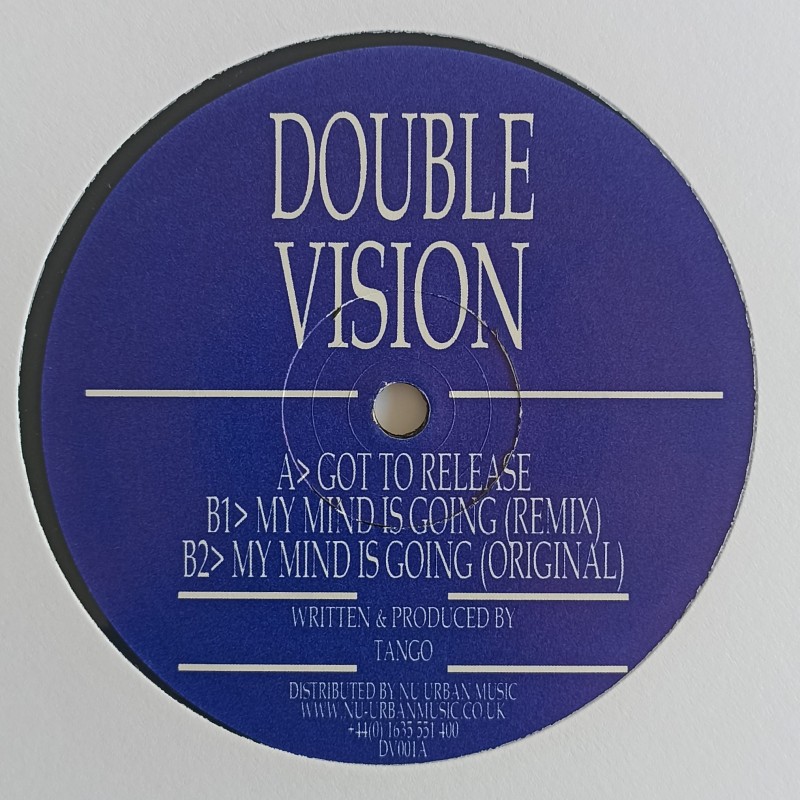 DOUBLE
VISION
A> GOT TO RELEASE
B1> MY MIND IS GOING (REMIX)
B2> MY MIND IS GOING (ORIGINAL)
WRITTEN & PRODUCED BY
TANGO
DISTRIBUTED BY NU URBAN MUSIC
WWW.NU-URBANMUSIC.CO.UK
+44(0) 1635 551 400
DV001A